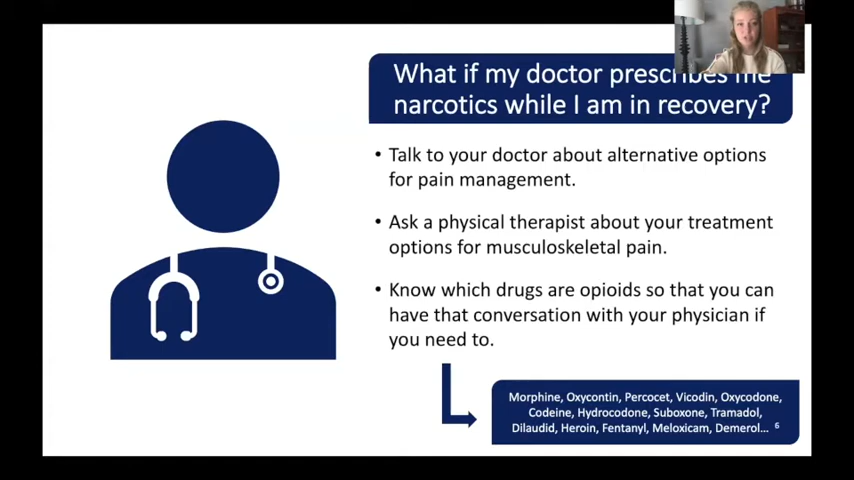 What if my doctor prescribes me
narcotics while I am in recovery?
• Talk to your doctor about alternative options
for pain management.
• Ask a physical therapist about your treatment
options for musculoskeletal pain.
• Know which drugs are opioids so that you can
have that conversation with your physician if
you need to.
Morphine, Oxycontin, Percocet, Vicodin, Oxycodone,
Codeine, Hydrocodone, Suboxone, Tramadol,
Dilaudid, Heroin, Fentanyl, Meloxicam, Demerol... 6